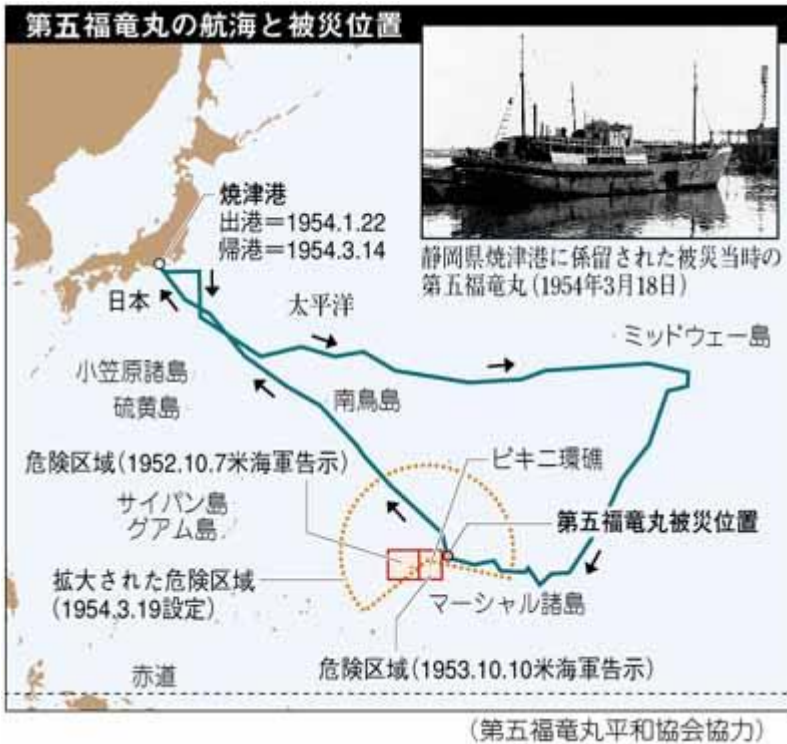 第五福竜丸の航海と被災位置
焼津港
出港=1954.1.22
帰港=1954.3.14
静岡県焼津港に係留された被災当時の
第五福竜丸(1954年3月18日)
日本
太平洋
ミッドウェー島
小笠原諸島
硫黄島
南鳥島
危険区域(1952.10.7米海軍告示)
ビキニ環礁
サイパン島
グアム島
第五福竜丸被災位置
拡大された危険区域
(1954.3.19設定)
マーシャル諸島
危険区域(1953.10.10米海軍告示)
赤道
(第五福竜丸平和協会協力)